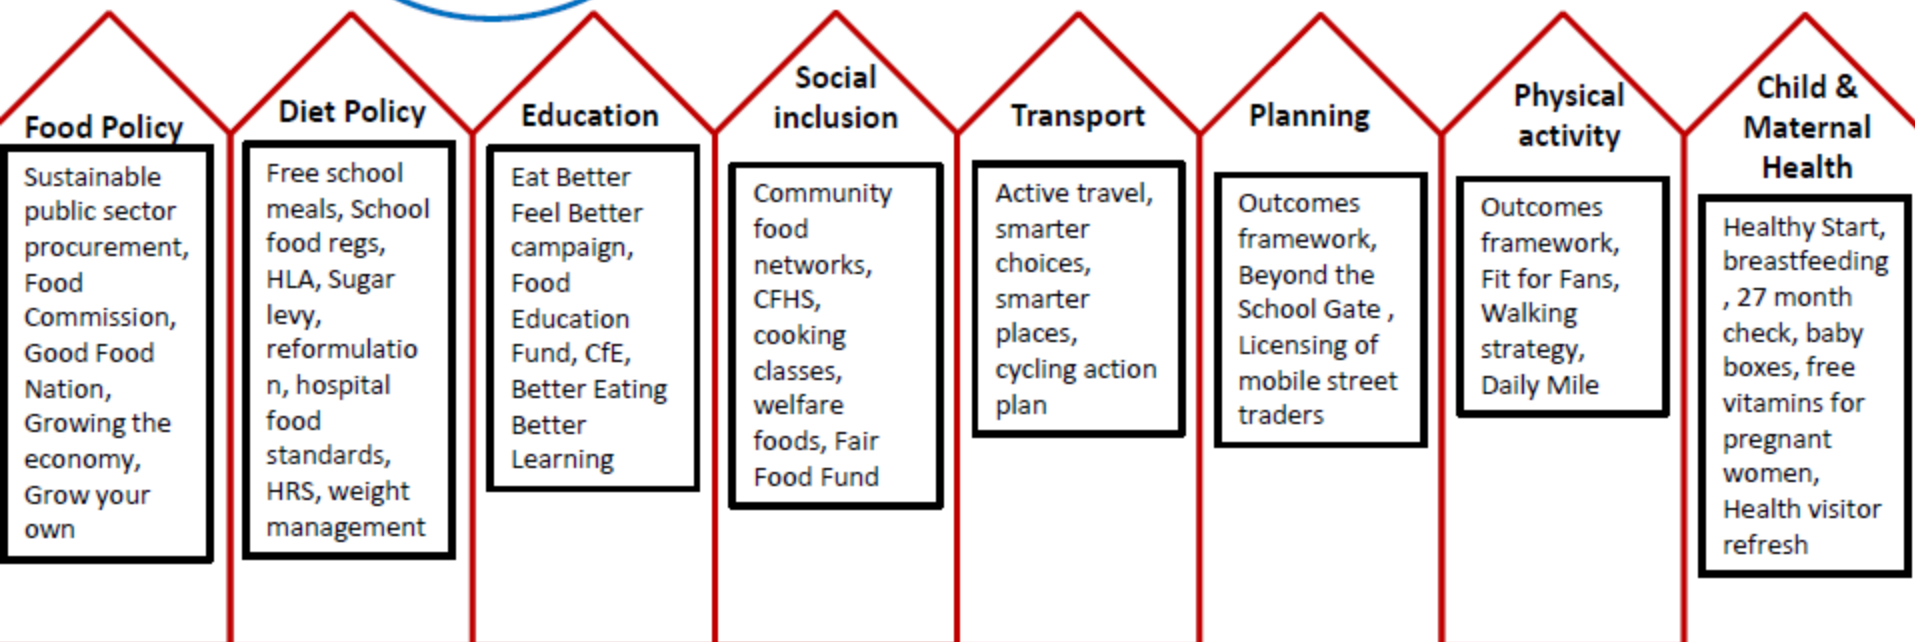 Food Policy
Sustainable
public sector
procurement,
Food
Commission,
Good Food
Nation,
Growing the
economy,
Grow your
own
Diet Policy
Free school
meals, School
food regs,
HLA, Sugar
levy,
reformulatio
n, hospital
food
standards,
HRS, weight
management
Education
Eat Better
Feel Better
campaign,
Food
Education
Fund, CfE,
Better Eating
Better
Learning
Social
inclusion
Community
food
networks,
CFHS,
cooking
classes,
welfare
foods, Fair
Food Fund
Transport
Active travel,
smarter
choices,
smarter
places,
cycling action
plan
Planning
Outcomes
framework,
Beyond the
School Gate ,
Licensing of
mobile street
traders
Physical
activity
Outcomes
framework,
Fit for Fans,
Walking
strategy,
Daily Mile
Child &
Maternal
Health
Healthy Start,
breastfeeding
, 27 month
check, baby
boxes, free
vitamins for
pregnant
women,
Health visitor
refresh